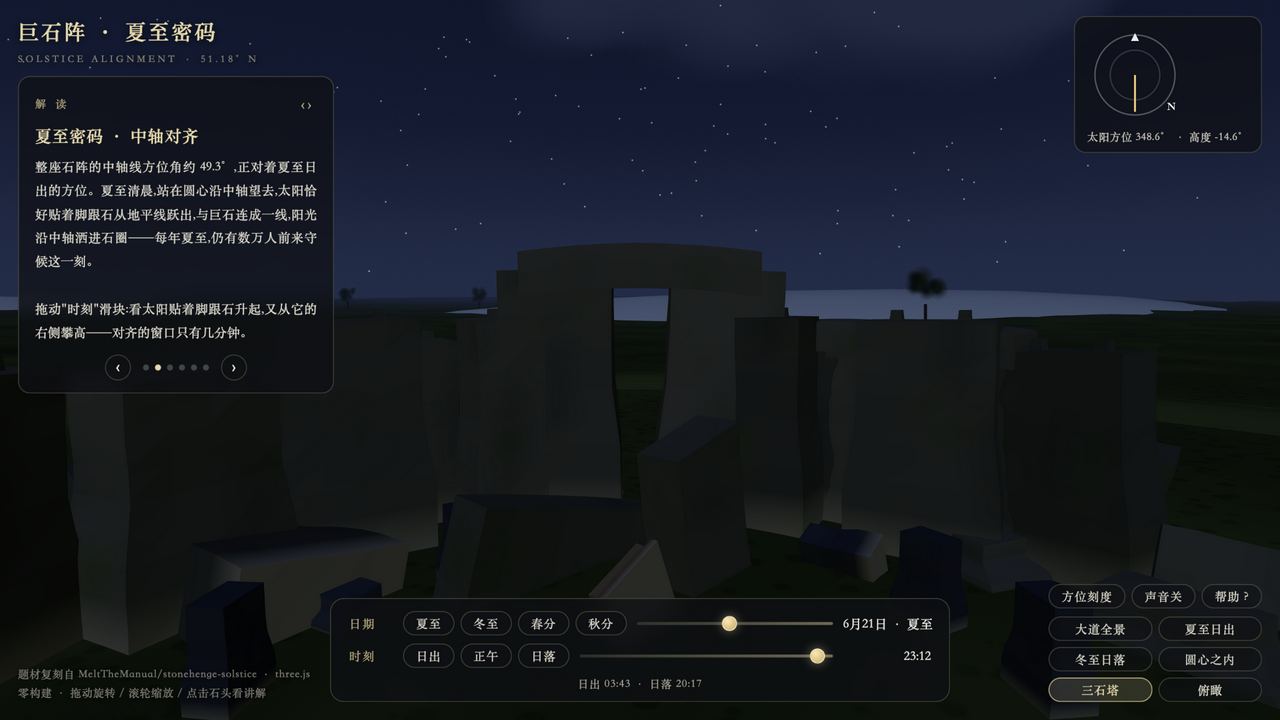 巨石阵 · 夏至密码
SOLSTICE ALIGNMENT · 51.18° N
解 读
‹›
夏至密码 · 中轴对齐
整座石阵的中轴线方位角约 49.3° ,正对着夏至日
出的方位。夏至清晨,站在圆心沿中轴望去,太阳恰
好贴着脚跟石从地平线跃出,与巨石连成一线.阳光
沿中轴洒进石圈——每年夏至,仍有数万人前来守
候这一刻。
拖动"时刻"滑块:看太阳贴着脚跟石升起,又从它的
右侧攀高——对齐的窗口只有几分钟。
‹ ›
N
太阳方位 348.6° · 高度 -14.6°
日期 夏至 冬至 春分 秋分 6月21日 · 夏至
时刻 日出 正午 日落 23:12
日出 03:43 · 日落 20:17
题材复刻自 MeltTheManual/stonehenge-solstice · three.js
零构建 · 拖动旋转 / 滚轮缩放 / 点击石头看讲解
方位刻度 声音关 帮助 ?
大道全景 夏至日出
冬至日落 圆心之内
三石塔 俯瞰